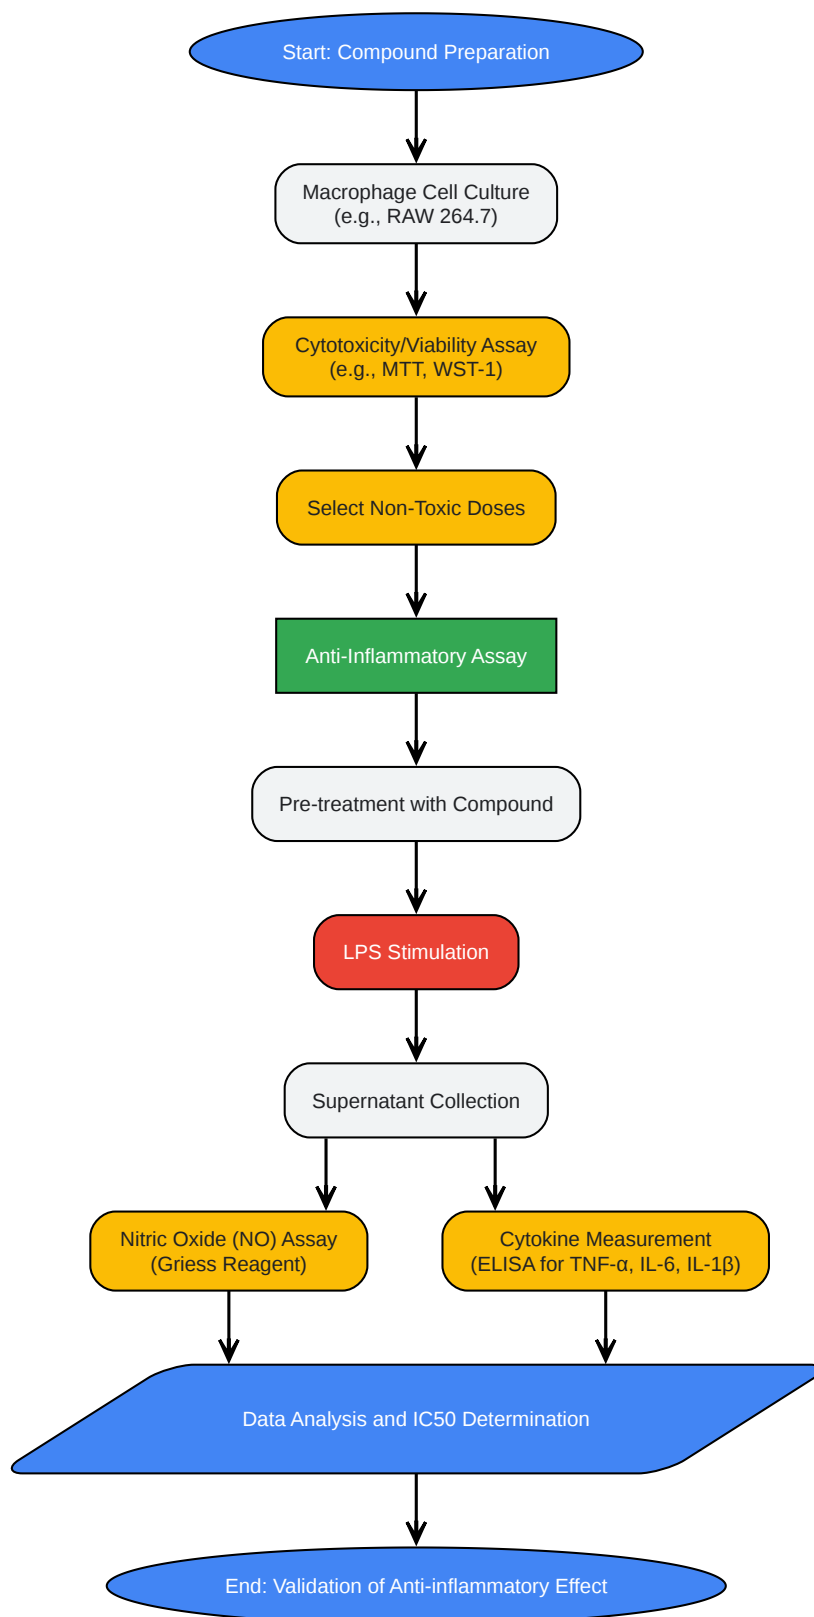 Start: Compound Preparation
Macrophage Cell Culture
(e.g., RAW 264.7)
Cytotoxicity/Viability Assay
(e.g., MTT, WST-1)
Select Non-Toxic Doses
Anti-Inflammatory Assay
Pre-treatment with Compound
LPS Stimulation
Supernatant Collection
Nitric Oxide (NO) Assay
(Griess Reagent)
Cytokine Measurement
(ELISA for TNF-α, IL-6, IL-1β)
Data Analysis and IC50 Determination
End: Validation of Anti-inflammatory Effect